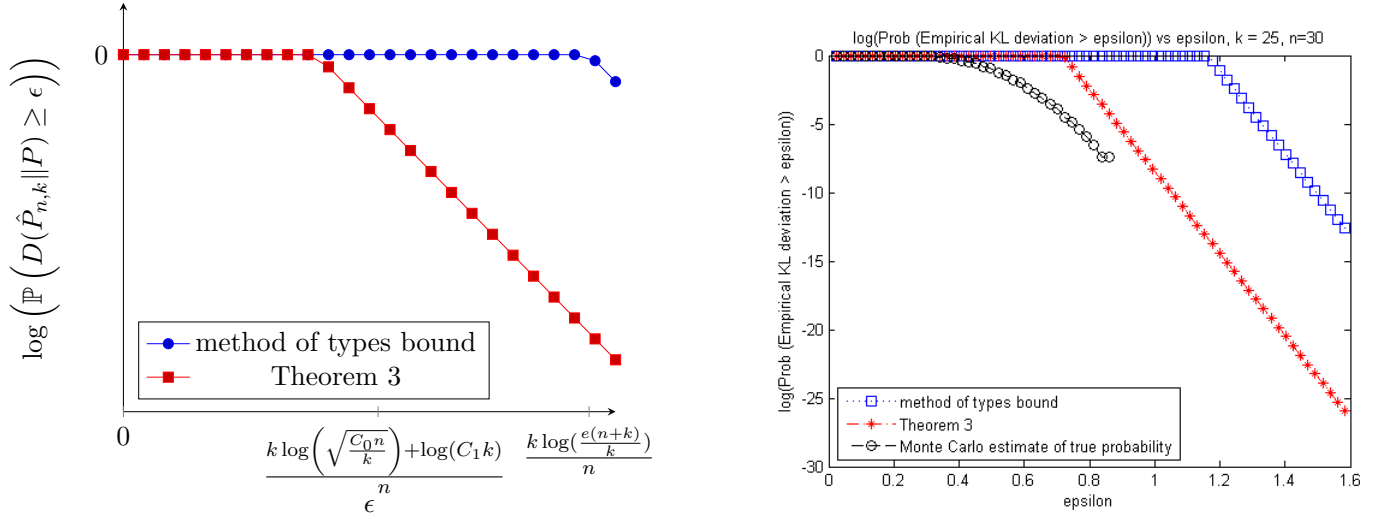 0
log (ℙ (D(P̂ₙ,ₖ||P) ≥ ϵ))
method of types bound
Theorem 3
0
k log(√(C₀n/k))+log(C₁k) / n
k log(e(n+k)/k) / n
ϵ
log(Prob (Empirical KL deviation > epsilon)) vs epsilon, k = 25, n=30
log(Prob (Empirical KL deviation > epsilon))
0
-5
-10
-15
-20
-25
-30
method of types bound
Theorem 3
Monte Carlo estimate of true probability
0 0.2 0.4 0.6 0.8 1 1.2 1.4 1.6
epsilon